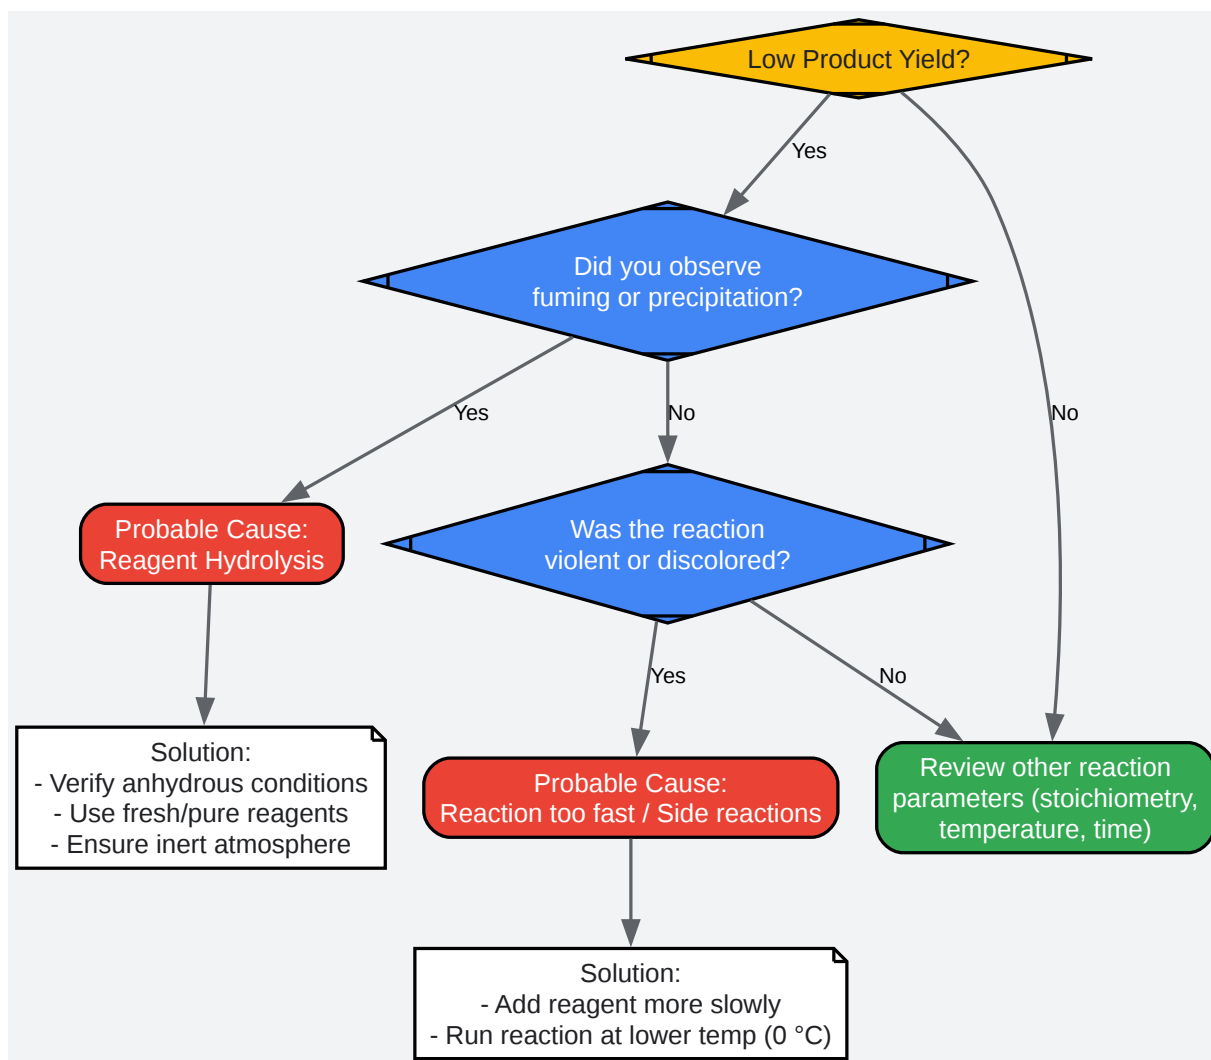 Low Product Yield?
Yes
Did you observe
fuming or precipitation?
Yes
No
No
Probable Cause:
Reagent Hydrolysis
Was the reaction
violent or discolored?
Yes
No
Solution:
- Verify anhydrous conditions
- Use fresh/pure reagents
- Ensure inert atmosphere
Probable Cause:
Reaction too fast / Side reactions
Review other reaction
parameters (stoichiometry,
temperature, time)
Solution:
- Add reagent more slowly
- Run reaction at lower temp (0 °C)